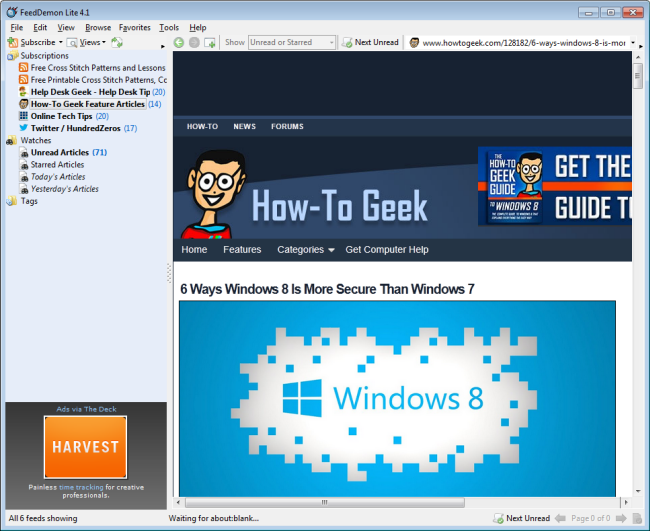 FeedDemon Lite 4.1
File Edit View Browse Favorites Tools Help
Subscribe Views Show Unread or Starred Next Unread www.howtogeek.com/128182/6-ways-windows-8-is-mor
Subscriptions
Free Cross Stitch Patterns and Lessons
Free Printable Cross Stitch Patterns, Cc
Help Desk Geek - Help Desk Tip (20)
How-To Geek Feature Articles (14)
Online Tech Tips (20)
Twitter / HundredZeros (17)
Watches
Unread Articles (71)
Starred Articles
Today's Articles
Yesterday's Articles
Tags
HOW-TO NEWS FORUMS
How-To Geek
THE
HOW-TO
GEEK
GUIDE
TO WINDOWS 8
GET THE
GUIDE TO
Home Features Categories Get Computer Help
6 Ways Windows 8 Is More Secure Than Windows 7
Windows 8
Ads via The Deck
HARVEST
Painless time tracking for creative
professionals.
All 6 feeds showing Waiting for about:blank... Next Unread Page 0 of 0